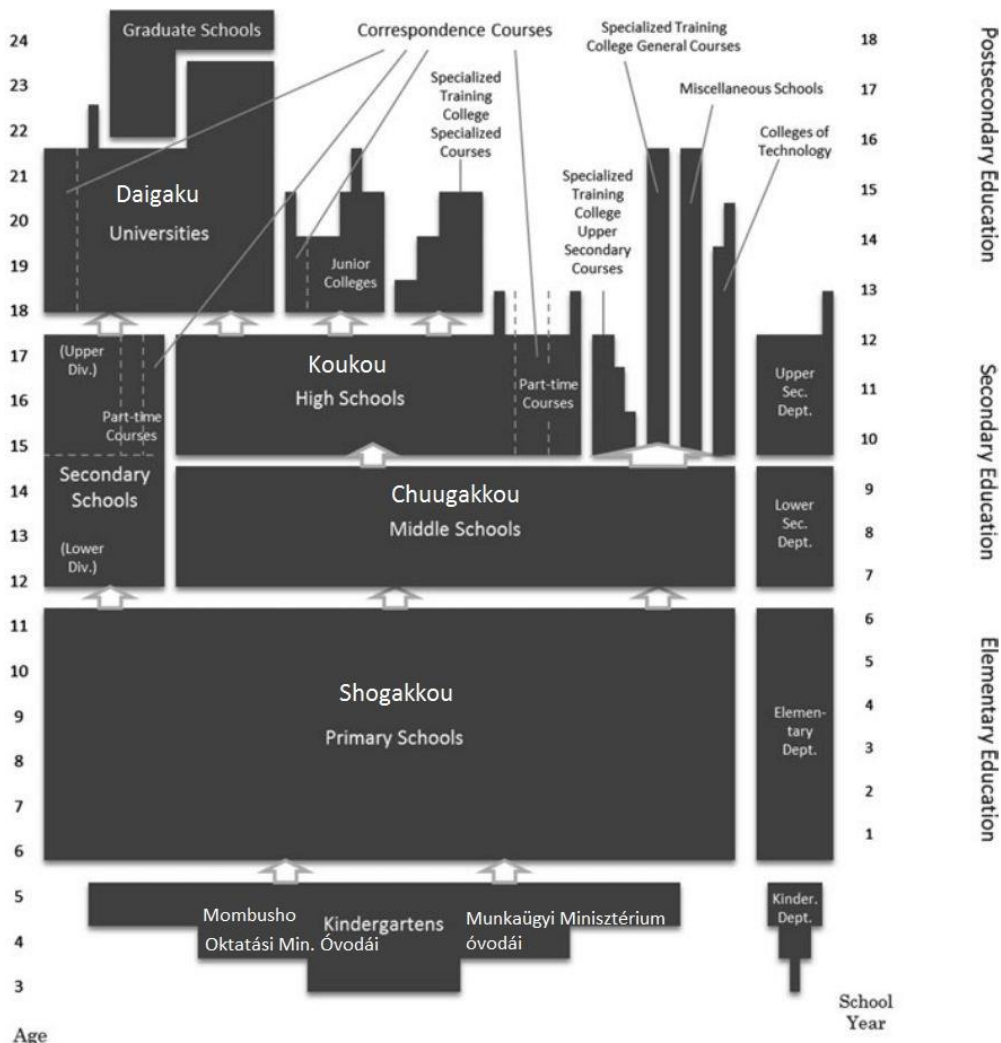 24
23
22
21
20
19
18
17
16
15
14
13
12
11
10
9
8
7
6
5
4
3
Age
Graduate Schools
Correspondence Courses
Specialized Training
College General Courses
Miscellaneous Schools
Colleges of
Technology
Specialized
Training
College
Specialized
Courses
Specialized
Training
College
Upper
Secondary
Courses
Daigaku
Universities
Junior
Colleges
(Upper
Div.)
Part-time
Courses
Secondary
Schools
(Lower
Div.)
Koukou
High Schools
Part-time
Courses
Upper
Sec.
Dept.
Chuugakkou
Middle Schools
Lower
Sec.
Dept.
Shogakkou
Primary Schools
Elemen-
tary
Dept.
Mombusho
Oktatási Min. Óvodái
Kindergartens
Munkaügyi Minisztérium
óvodái
Kinder.
Dept.
18
17
16
15
14
13
12
11
10
9
8
7
6
5
4
3
2
1
School
Year
Postsecondary Education
Secondary Education
Elementary Education